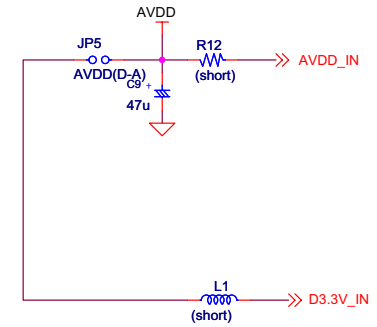 AVDD
JP5
R12
AVDD_IN
AVDD(D-A)
(short)
C9
+
47u
L1
D3.3V_IN
(short)